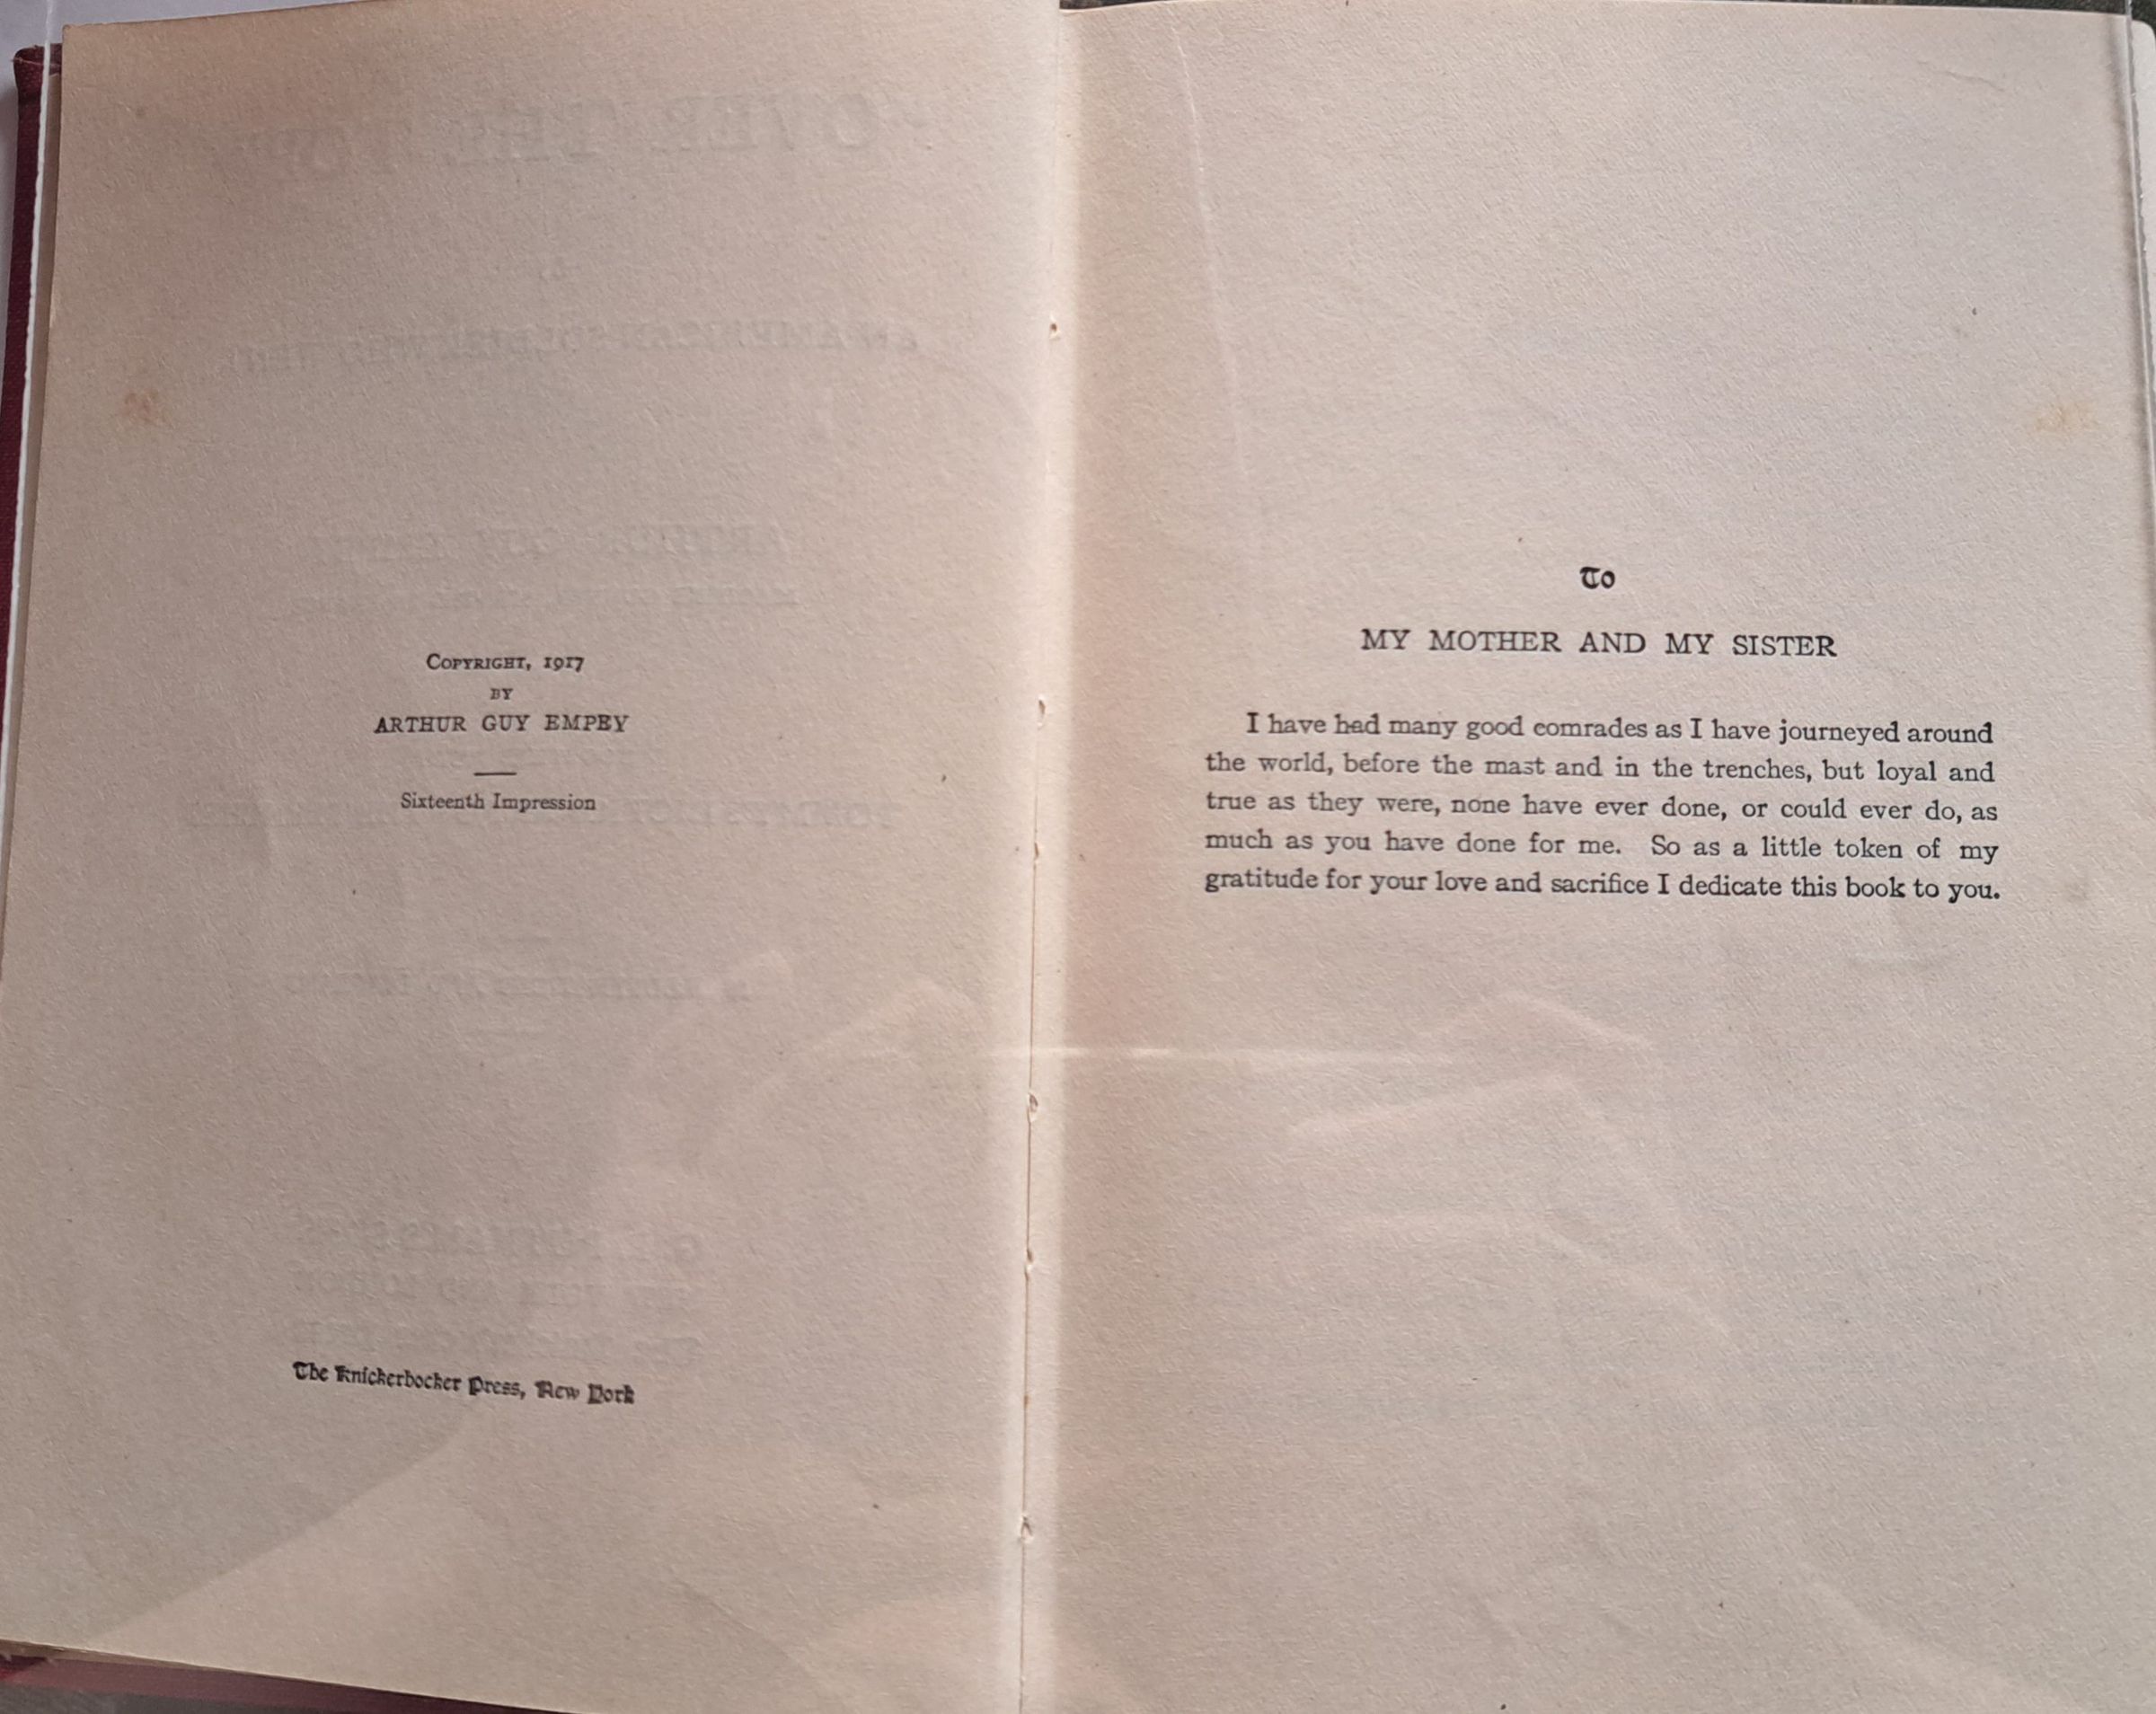 COPYRIGHT, 1917
BY
ARTHUR GUY EMPEY
Sixteenth Impression
The Knickerbocker Press, New York
To
MY MOTHER AND MY SISTER
I have had many good comrades as I have journeyed around
the world, before the mast and in the trenches, but loyal and
true as they were, none have ever done, or could ever do, as
much as you have done for me. So as a little token of my
gratitude for your love and sacrifice I dedicate this book to you.